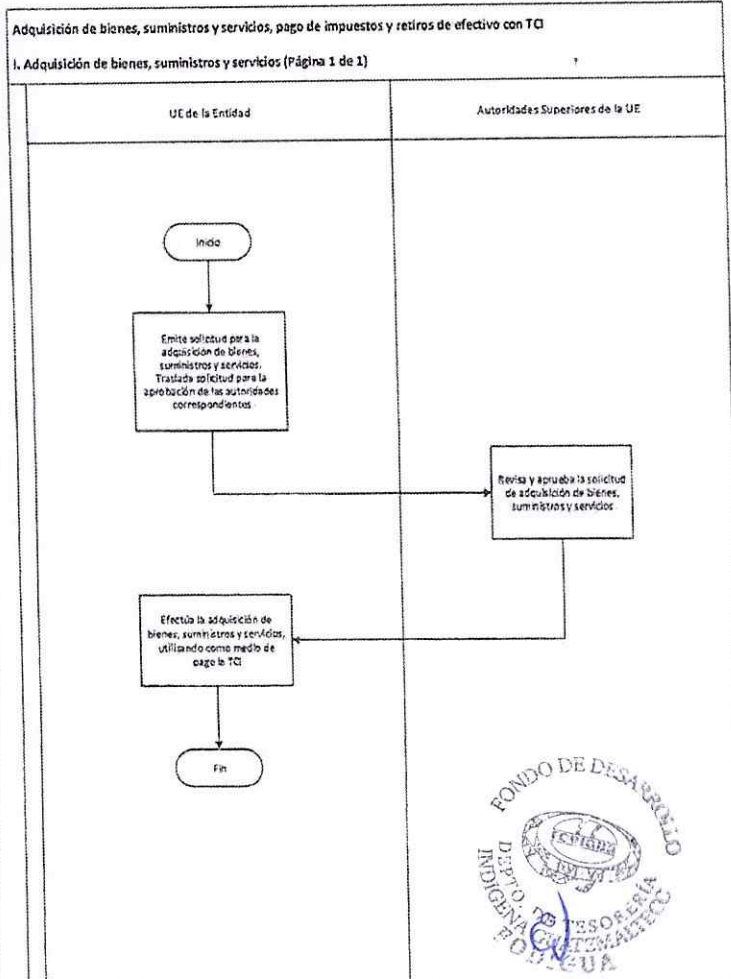 Adquisición de bienes, suministros y servicios, pago de impuestos y retiros de efectivo con TCI
I. Adquisición de bienes, suministros y servicios (Página 1 de 1)
UE de la Entidad
Autoridades Superiores de la UE
Inicio
Emite solicitud para la
adquisición de bienes,
suministros y servicios.
Traslada solicitud para la
aprobación de las autoridades
correspondientes
Revisa y aprueba la solicitud
de adquisición de bienes,
suministros y servicios
Efectúa la adquisición de
bienes, suministros y servicios,
utilizando como medio de
pago la TCI
Fin
FONDO DE DESARROLLO
INDIGENA GUATEMALTECO
FODIGUA
DEPTO. DE TESORERÍA